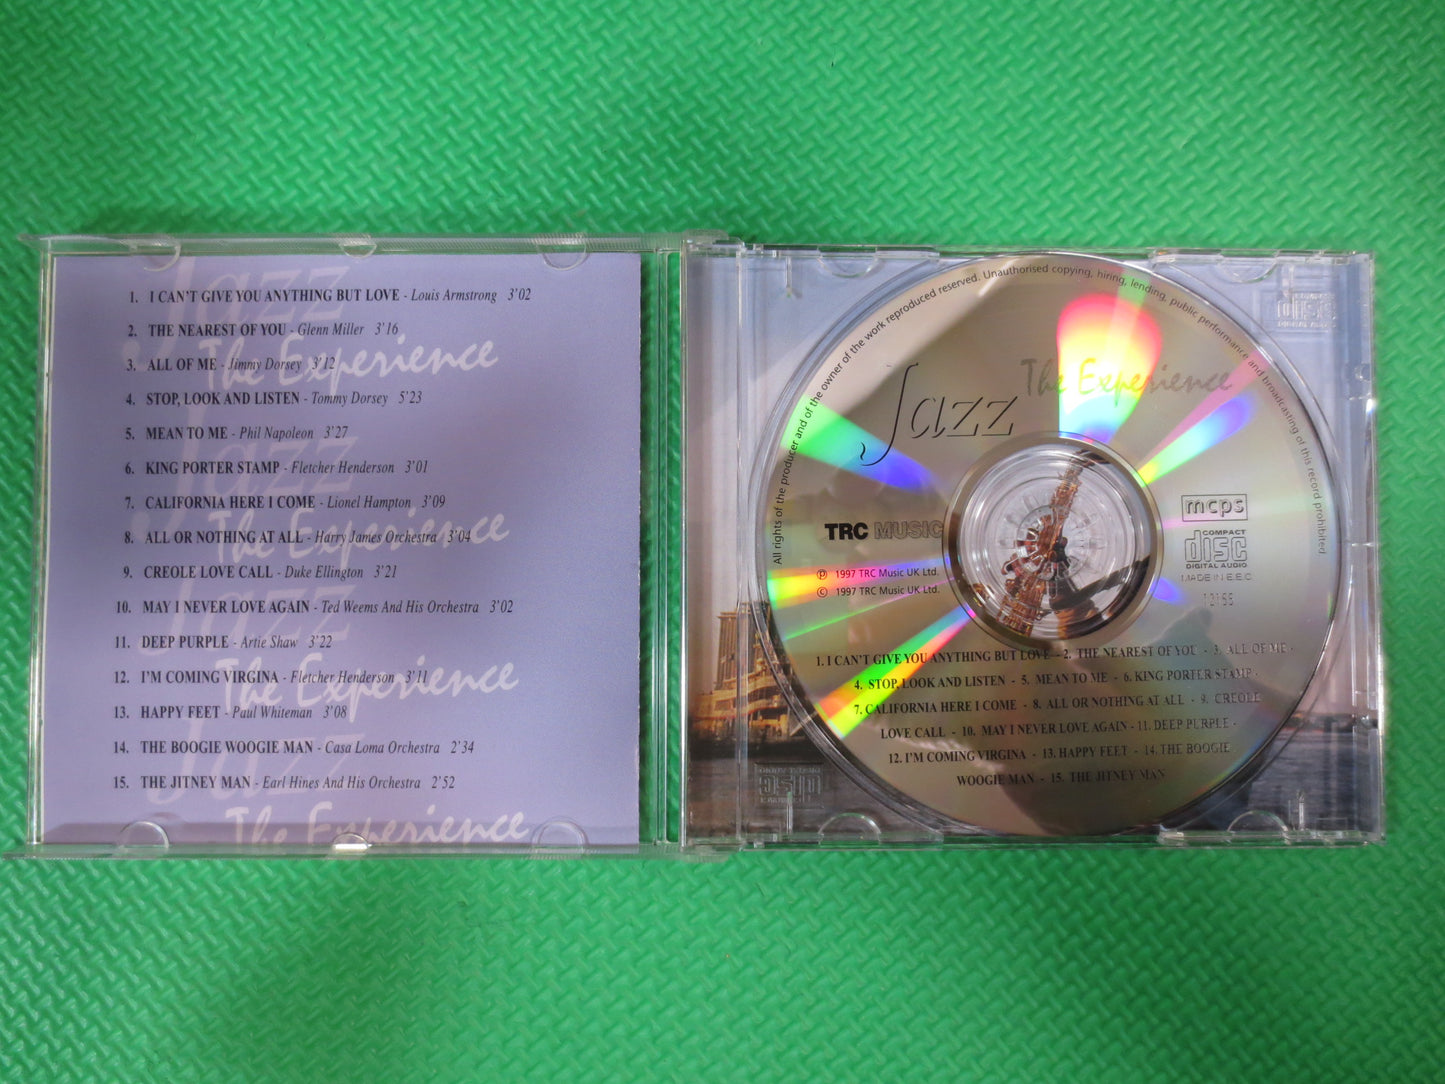 Jazz
The Experience
1. I CAN'T GIVE YOU ANYTHING BUT LOVE - Louis Armstrong 3'02
2. THE NEAREST OF YOU - Glenn Miller 3'16
3. ALL OF ME - Jimmy Dorsey 3'12
4. STOP, LOOK AND LISTEN - Tommy Dorsey 5'23
5. MEAN TO ME - Phil Napoleon 3'27
6. KING PORTER STAMP - Fletcher Henderson 3'01
7. CALIFORNIA HERE I COME - Lionel Hampton 3'09
8. ALL OR NOTHING AT ALL - Harry James Orchestra 3'04
9. CREOLE LOVE CALL - Duke Ellington 3'21
10. MAY I NEVER LOVE AGAIN - Ted Weems And His Orchestra 3'02
11. DEEP PURPLE - Artie Shaw 3'22
12. I'M COMING VIRGINA - Fletcher Henderson 3'11
13. HAPPY FEET - Paul Whiteman 3'08
14. THE BOOGIE WOOGIE MAN - Casa Loma Orchestra 2'34
15. THE JITNEY MAN - Earl Hines And His Orchestra 2'52
Jazz
The Experience
Jazz
The Experience
Jazz
The Experience
All rights of the producer and of the owner of the work reproduced reserved. Unauthorised copying, hiring, lending, public performance and broadcasting of this record prohibited
Jazz The Experience
TRC MUSIC
℗ 1997 TRC Music UK Ltd.
© 1997 TRC Music UK Ltd.
mcps
COMPACT
disc
DIGITAL AUDIO
MADE IN E.E.C.
1. I CAN'T GIVE YOU ANYTHING BUT LOVE - 2. THE NEAREST OF YOU - 3. ALL OF ME -
4. STOP, LOOK AND LISTEN - 5. MEAN TO ME - 6. KING PORTER STAMP -
7. CALIFORNIA HERE I COME - 8. ALL OR NOTHING AT ALL - 9. CREOLE
LOVE CALL - 10. MAY I NEVER LOVE AGAIN - 11. DEEP PURPLE -
12. I'M COMING VIRGINA - 13. HAPPY FEET - 14. THE BOOGIE
WOOGIE MAN - 15. THE JITNEY MAN
disc
DIGITAL AUDIO